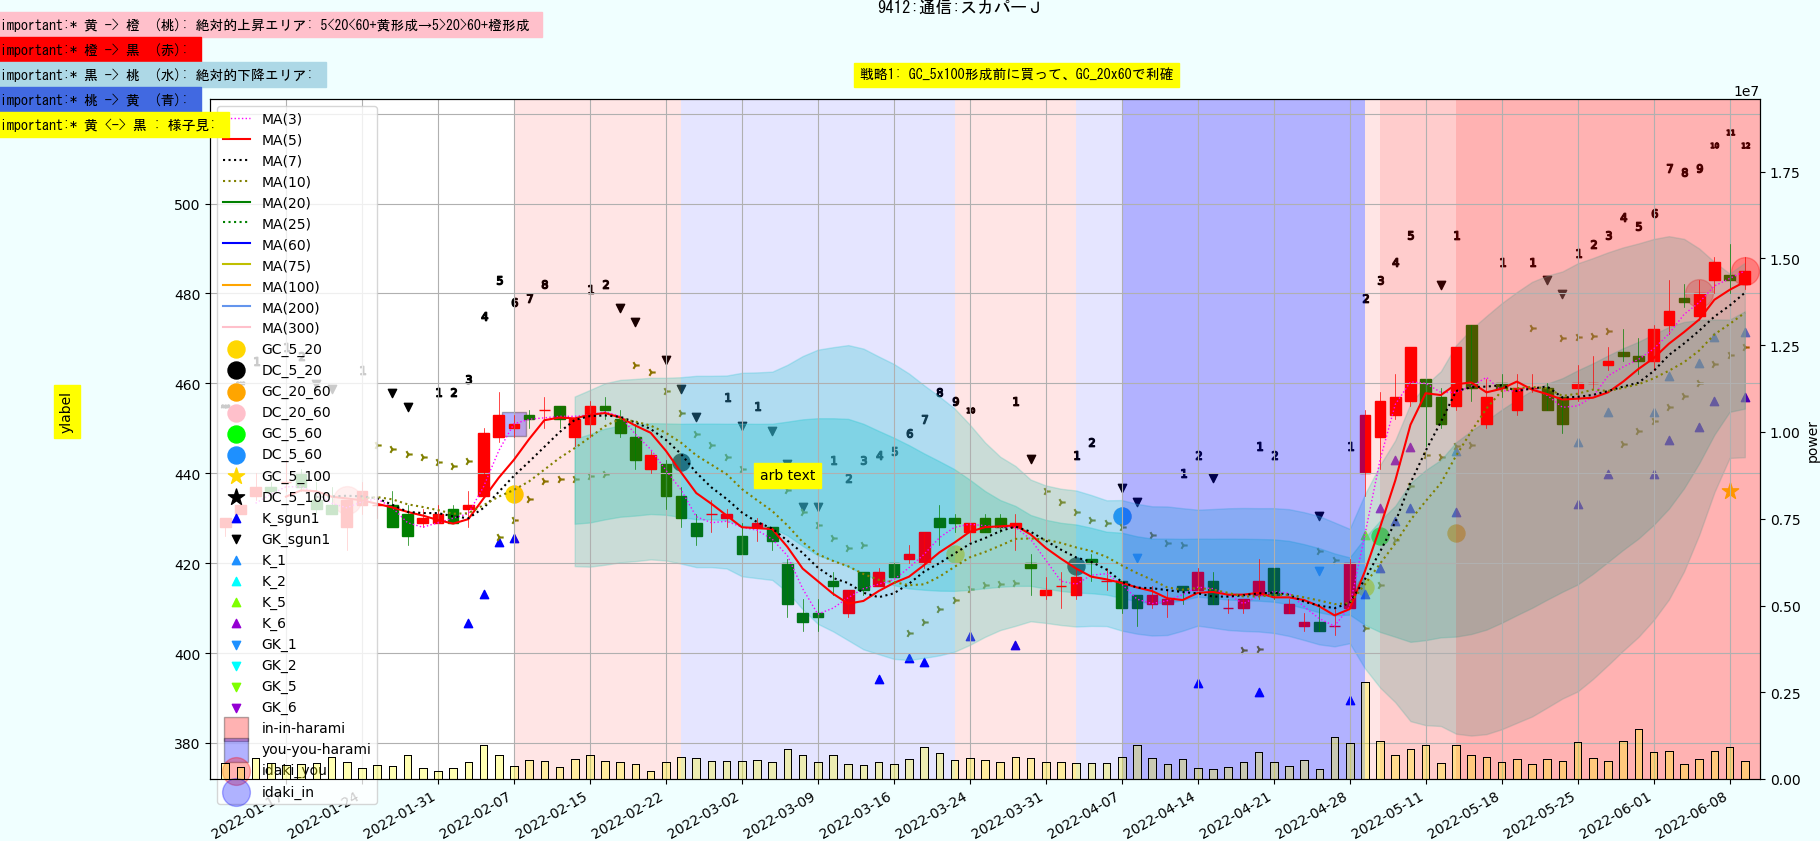 9412:通信:スカパーＪ
important:* 黄 -> 橙 （桃）: 絶対的上昇エリア: 5<20<60+黄形成→5>20>60+橙形成
important:* 橙 -> 黒 （赤）:
important:* 黒 -> 桃 （水）: 絶対的下降エリア:
important:* 桃 -> 黄 （青）:
important:* 黄 <-> 黒 : 様子見:
戦略1: GC_5x100形成前に買って、GC_20x60で利確
1e7
MA(3)
MA(5)
MA(7)
MA(10)
MA(20)
MA(25)
MA(60)
MA(75)
MA(100)
MA(200)
MA(300)
GC_5_20
DC_5_20
GC_20_60
DC_20_60
GC_5_60
DC_5_60
GC_5_100
DC_5_100
K_sgun1
GK_sgun1
K_1
K_2
K_5
K_6
GK_1
GK_2
GK_5
GK_6
in-in-harami
you-you-harami
idaki_you
idaki_in
arb text
ylabel
500
480
460
440
420
400
380
power
1.75
1.50
1.25
1.00
0.75
0.50
0.25
0.00
2022-01-24
2022-01-31
2022-02-07
2022-02-15
2022-02-22
2022-03-02
2022-03-09
2022-03-16
2022-03-24
2022-03-31
2022-04-07
2022-04-14
2022-04-21
2022-04-28
2022-05-11
2022-05-18
2022-05-25
2022-06-01
2022-06-08